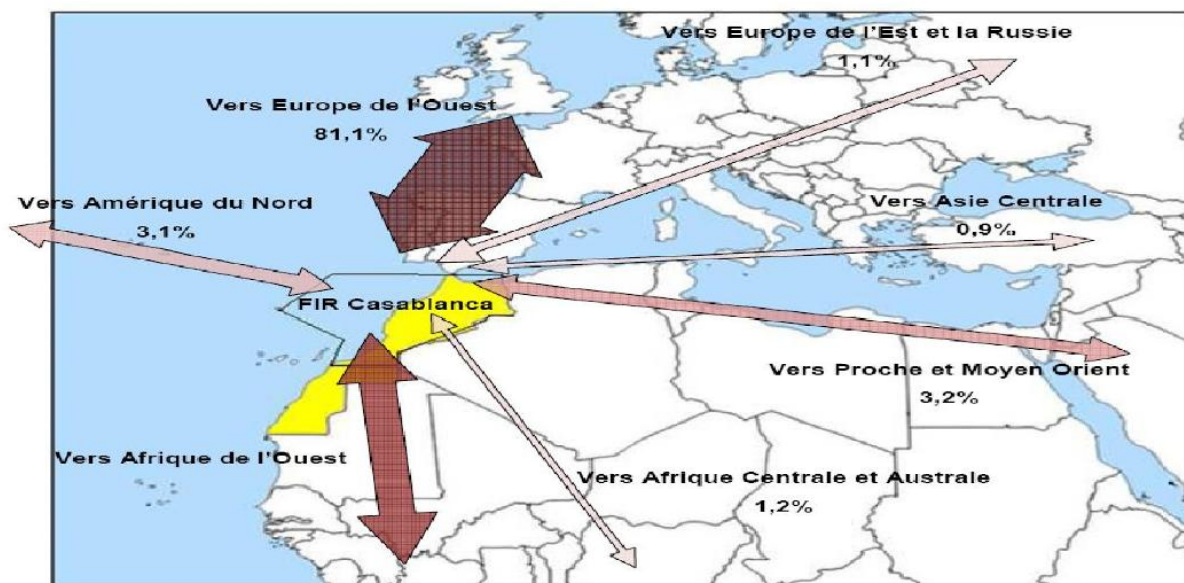 Vers Europe de l'Est et la Russie
1,1%
Vers Europe de l'Ouest
81,1%
Vers Amérique du Nord
3,1%
Vers Asie Centrale
0,9%
FIR Casablanca
Vers Proche et Moyen Orient
3,2%
Vers Afrique de l'Ouest
Vers Afrique Centrale et Australe
1,2%